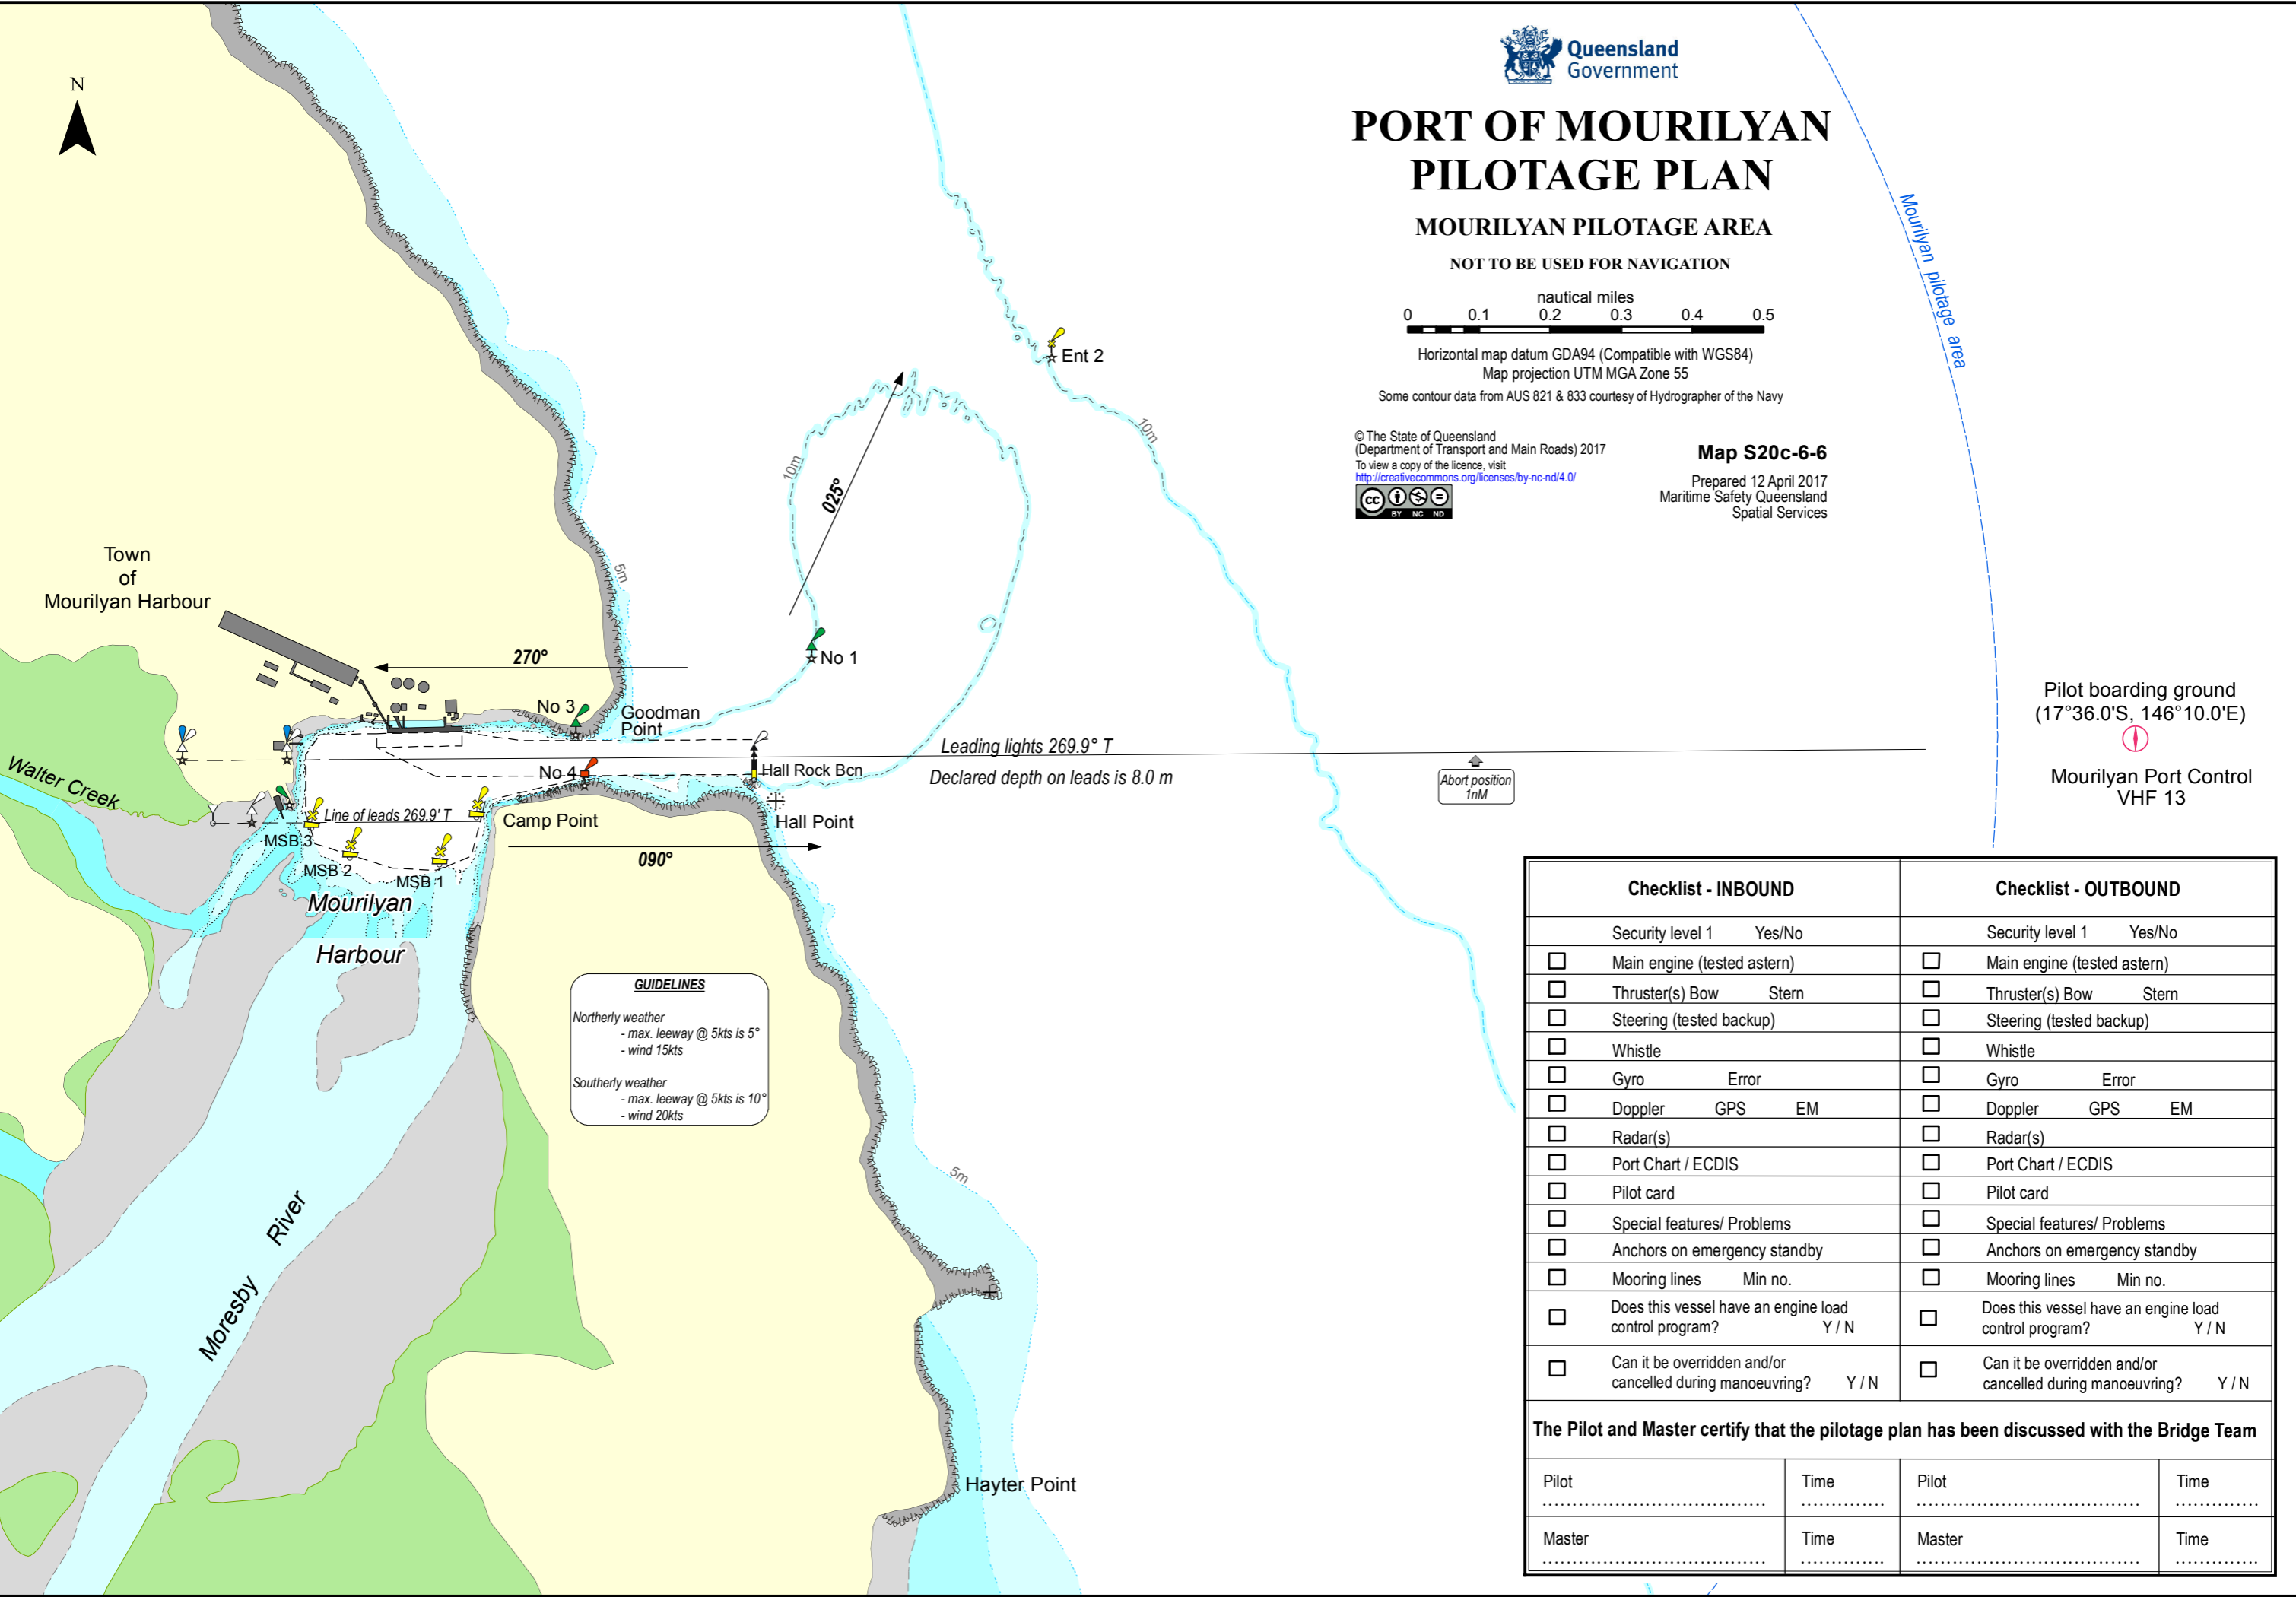 Queensland
Government
PORT OF MOURILYAN
PILOTAGE PLAN
MOURILYAN PILOTAGE AREA
NOT TO BE USED FOR NAVIGATION
nautical miles
0 0.1 0.2 0.3 0.4 0.5
Horizontal map datum GDA94 (Compatible with WGS84)
Map projection UTM MGA Zone 55
Some contour data from AUS 821 & 833 courtesy of Hydrographer of the Navy
© The State of Queensland
(Department of Transport and Main Roads) 2017
To view a copy of the licence, visit
http://creativecommons.org/licenses/by-nc-nd/4.0/
cc
BY NC ND
Map S20c-6-6
Prepared 12 April 2017
Maritime Safety Queensland
Spatial Services
N
Mourilyan pilotage area
Ent 2
10m
10m
025°
5m
Town
of
Mourilyan Harbour
No 1
270°
No 3
Goodman
Point
Leading lights 269.9° T
Hall Rock Bcn
Declared depth on leads is 8.0 m
No 4
Abort position
1nM
Pilot boarding ground
(17°36.0'S, 146°10.0'E)
Mourilyan Port Control
VHF 13
Walter Creek
Line of leads 269.9' T
Camp Point
Hall Point
MSB 3
MSB 2
MSB 1
090°
Mourilyan
Harbour
GUIDELINES
Northerly weather
- max. leeway @ 5kts is 5°
- wind 15kts
Southerly weather
- max. leeway @ 5kts is 10°
- wind 20kts
5m
Moresby River
Hayter Point
Checklist - INBOUND Checklist - OUTBOUND
Security level 1 Yes/No Security level 1 Yes/No
Main engine (tested astern) Main engine (tested astern)
Thruster(s) Bow Stern Thruster(s) Bow Stern
Steering (tested backup) Steering (tested backup)
Whistle Whistle
Gyro Error Gyro Error
Doppler GPS EM Doppler GPS EM
Radar(s) Radar(s)
Port Chart / ECDIS Port Chart / ECDIS
Pilot card Pilot card
Special features/ Problems Special features/ Problems
Anchors on emergency standby Anchors on emergency standby
Mooring lines Min no. Mooring lines Min no.
Does this vessel have an engine load Does this vessel have an engine load
control program? Y / N control program? Y / N
Can it be overridden and/or Can it be overridden and/or
cancelled during manoeuvring? Y / N cancelled during manoeuvring? Y / N
The Pilot and Master certify that the pilotage plan has been discussed with the Bridge Team
Pilot Time Pilot Time
Master Time Master Time